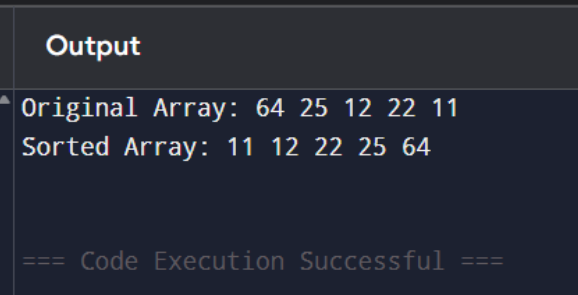 Output
Original Array: 64 25 12 22 11
Sorted Array: 11 12 22 25 64
=== Code Execution Successful ===